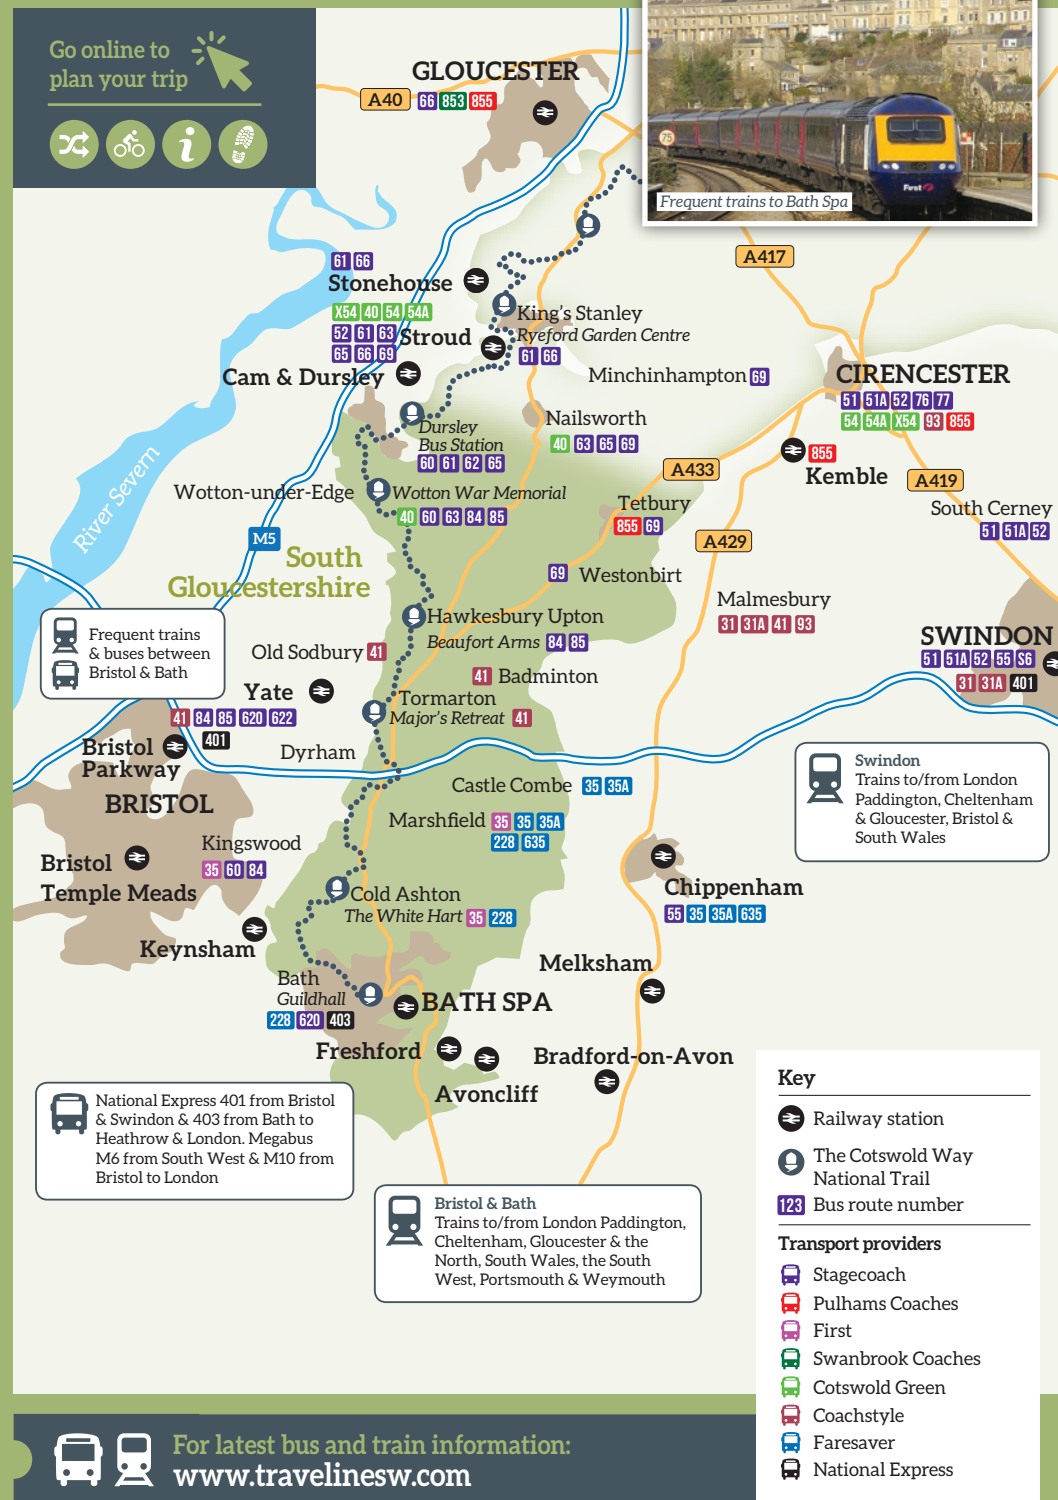 Go online to
plan your trip
GLOUCESTER
A40
66 853 855
75
First
Frequent trains to Bath Spa
A417
61 66
Stonehouse
X54 40 54 54A
52 61 63
65 66 69
Stroud
King's Stanley
Ryeford Garden Centre
61 66
Cam & Dursley
Minchinhampton 69
CIRENCESTER
51 51A 52 76 77
54 54A X54 93 855
Dursley
Bus Station
60 61 62 65
Nailsworth
40 63 65 69
855
Kemble
A433
A419
River Severn
Wotton-under-Edge
Wotton War Memorial
40 60 63 84 85
Tetbury
855 69
South Cerney
51 51A 52
M5
A429
South
Gloucestershire
69 Westonbirt
Malmesbury
31 31A 41 93
Frequent trains
& buses between
Bristol & Bath
Hawkesbury Upton
Beaufort Arms 84 85
SWINDON
51 51A 52 55 S6
31 31A 401
Old Sodbury 41
41 Badminton
Yate
41 84 85 620 622
401
Tormarton
Major's Retreat 41
Bristol
Parkway
Dyrham
Swindon
Trains to/from London
Paddington, Cheltenham
& Gloucester, Bristol &
South Wales
Castle Combe 35 35A
BRISTOL
Marshfield 35 35 35A
228 635
Kingswood
35 60 84
Bristol
Temple Meads
Chippenham
55 35 35A 635
Cold Ashton
The White Hart 35 228
Keynsham
Melksham
Bath
Guildhall
228 620 403
BATH SPA
Freshford
Avoncliff
Bradford-on-Avon
National Express 401 from Bristol
& Swindon & 403 from Bath to
Heathrow & London. Megabus
M6 from South West & M10 from
Bristol to London
Bristol & Bath
Trains to/from London Paddington,
Cheltenham, Gloucester & the
North, South Wales, the South
West, Portsmouth & Weymouth
Key
Railway station
The Cotswold Way
National Trail
123 Bus route number
Transport providers
Stagecoach
Pulhams Coaches
First
Swanbrook Coaches
Cotswold Green
Coachstyle
Faresaver
National Express
For latest bus and train information:
www.travelinesw.com